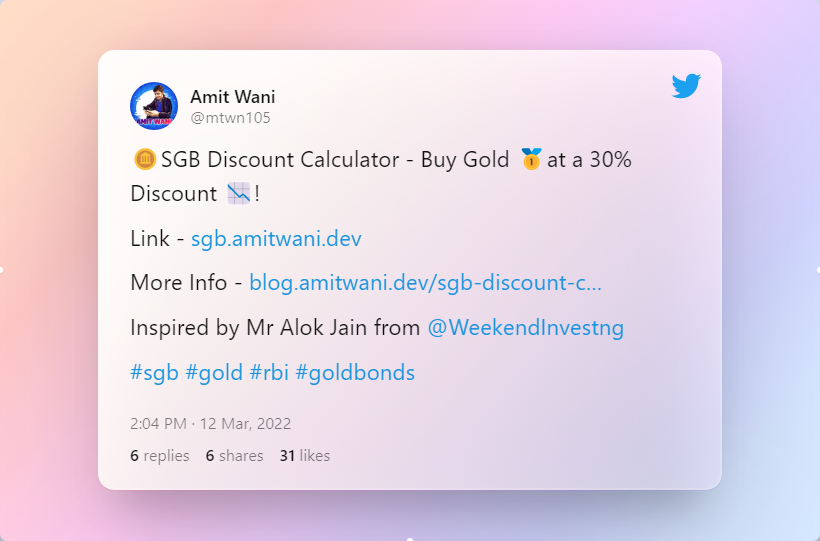 Amit Wani
@mtwn105
🪙SGB Discount Calculator - Buy Gold 🥇 at a 30%
Discount 📉!
Link - sgb.amitwani.dev
More Info - blog.amitwani.dev/sgb-discount-c...
Inspired by Mr Alok Jain from @WeekendInvestng
#sgb #gold #rbi #goldbonds
2:04 PM · 12 Mar, 2022
6 replies 6 shares 31 likes